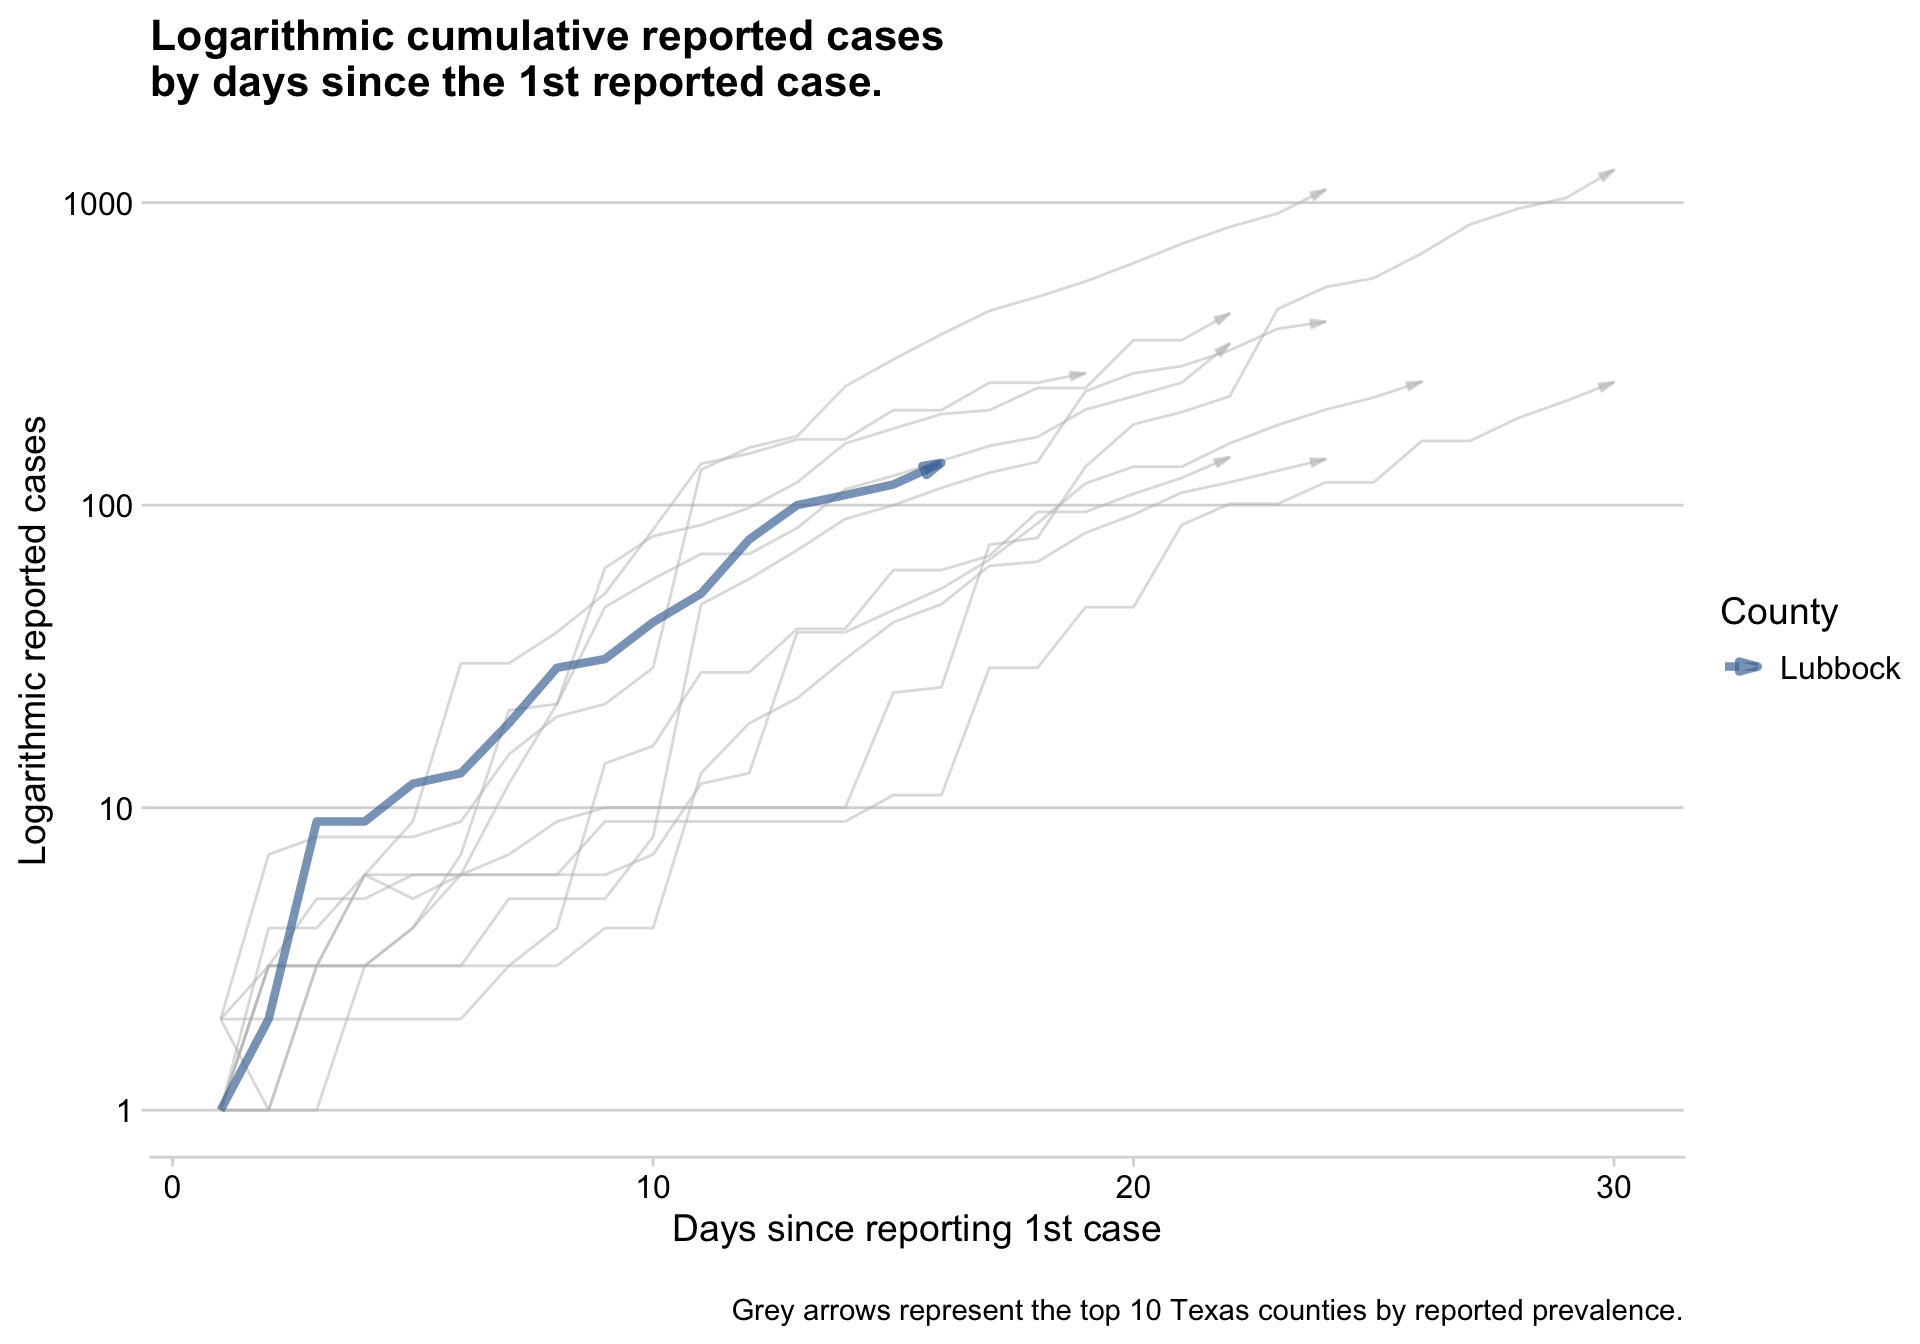 Logarithmic cumulative reported cases
by days since the 1st reported case.
Logarithmic reported cases
1000
100
10
1
0 10 20 30
Days since reporting 1st case
County
Lubbock
Grey arrows represent the top 10 Texas counties by reported prevalence.